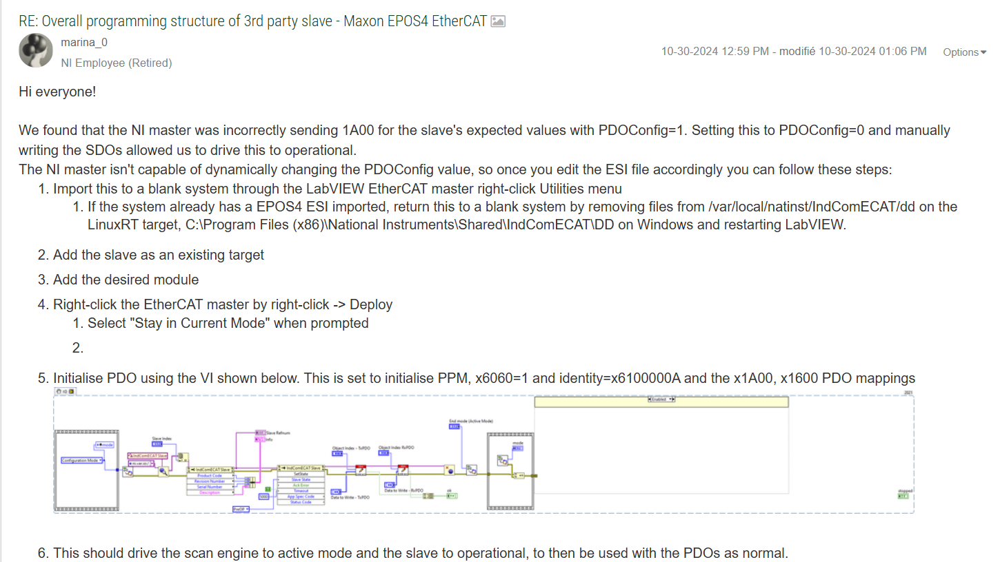 RE: Overall programming structure of 3rd party slave - Maxon EPOS4 EtherCAT
marina_0
NI Employee (Retired)
10-30-2024 12:59 PM - modifié 10-30-2024 01:06 PM
Options
Hi everyone!
We found that the NI master was incorrectly sending 1A00 for the slave's expected values with PDOConfig=1. Setting this to PDOConfig=0 and manually
writing the SDOs allowed us to drive this to operational.
The NI master isn't capable of dynamically changing the PDOConfig value, so once you edit the ESI file accordingly you can follow these steps:
1. Import this to a blank system through the LabVIEW EtherCAT master right-click Utilities menu
1. If the system already has a EPOS4 ESI imported, return this to a blank system by removing files from /var/local/natinst/IndComECAT/dd on the
LinuxRT target, C:\Program Files (x86)\National Instruments\Shared\IndComECAT\DD on Windows and restarting LabVIEW.
2. Add the slave as an existing target
3. Add the desired module
4. Right-click the EtherCAT master by right-click -> Deploy
1. Select "Stay in Current Mode" when prompted
2.
5. Initialise PDO using the VI shown below. This is set to initialise PPM, x6060=1 and identity=x6100000A and the x1A00, x1600 PDO mappings
2021
Enabled
End mode (Active Mode)
Slave Refnum
Info
Slave Index
mode
Configuration Mode
IndComECAT Slave
Object Index - TxPDO
Object Index RxPDO
mode
IndComECAT Slave
Product Code
Revision Number
Serial Number
Description
IndComECAT Slave
SetState
Slave State
Ack Error
Timeout
App Spec Code
Status Code
5000
PreOP
Data to Write - TxPDO
Data to Write - RxPDO
ok
stopped
6. This should drive the scan engine to active mode and the slave to operational, to then be used with the PDOs as normal.